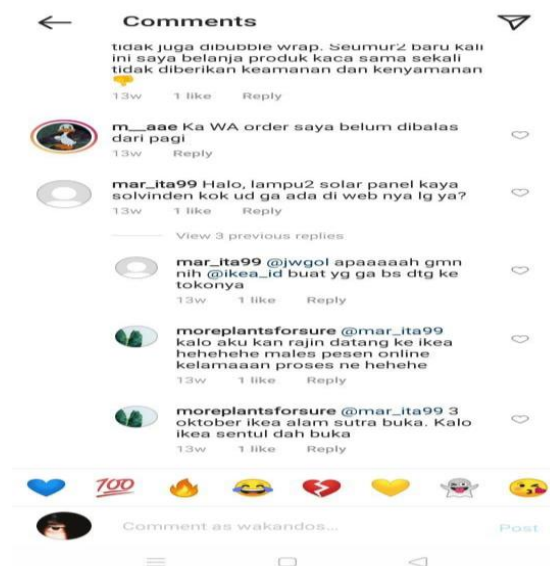 Comments
tidak juga dibubble wrap. Seumur2 baru kali
ini saya belanja produk kaca sama sekali
tidak diberikan keamanan dan kenyamanan
👎
13w 1 like Reply
m__aae Ka WA order saya belum dibalas
dari pagi
13w Reply
mar_ita99 Halo, lampu2 solar panel kaya
solvinden kok ud ga ada di web nya lg ya?
13w 1 like Reply
View 3 previous replies
mar_ita99 @jwgol apaaaaah gmn
nih @ikea_id buat yg ga bs dtg ke
tokonya
13w 1 like Reply
moreplantsforsure @mar_ita99
kalo aku kan rajin datang ke ikea
hehehehe males pesen online
kelamaaan proses ne hehehe
13w 1 like Reply
moreplantsforsure @mar_ita99 3
oktober ikea alam sutra buka. Kalo
ikea sentul dah buka
13w 1 like Reply
💙 💯 🔥 😂 💔 💛 👻 😘
Comment as wakandos... Post